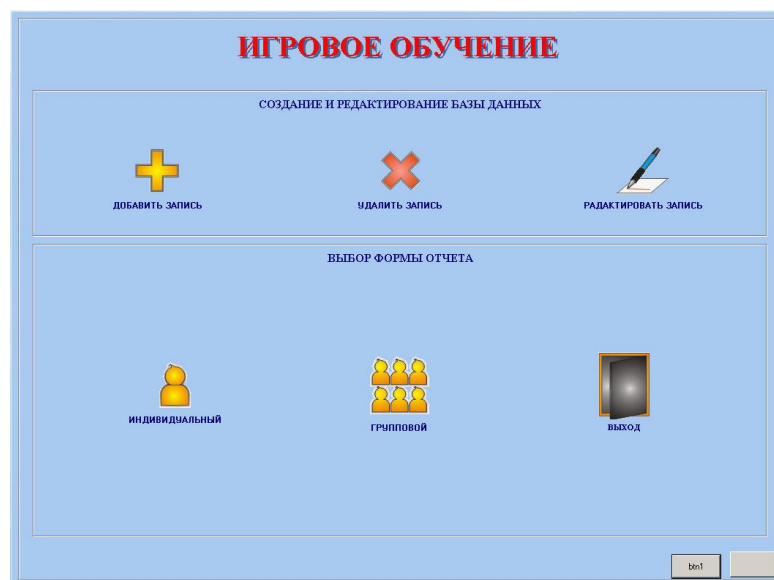 ИГРОВОЕ ОБУЧЕНИЕ
СОЗДАНИЕ И РЕДАКТИРОВАНИЕ БАЗЫ ДАННЫХ
ДОБАВИТЬ ЗАПИСЬ
УДАЛИТЬ ЗАПИСЬ
РАДАКТИРОВАТЬ ЗАПИСЬ
ВЫБОР ФОРМЫ ОТЧЕТА
ИНДИВИДУАЛЬНЫЙ
ГРУППОВОЙ
ВЫХОД
btn1